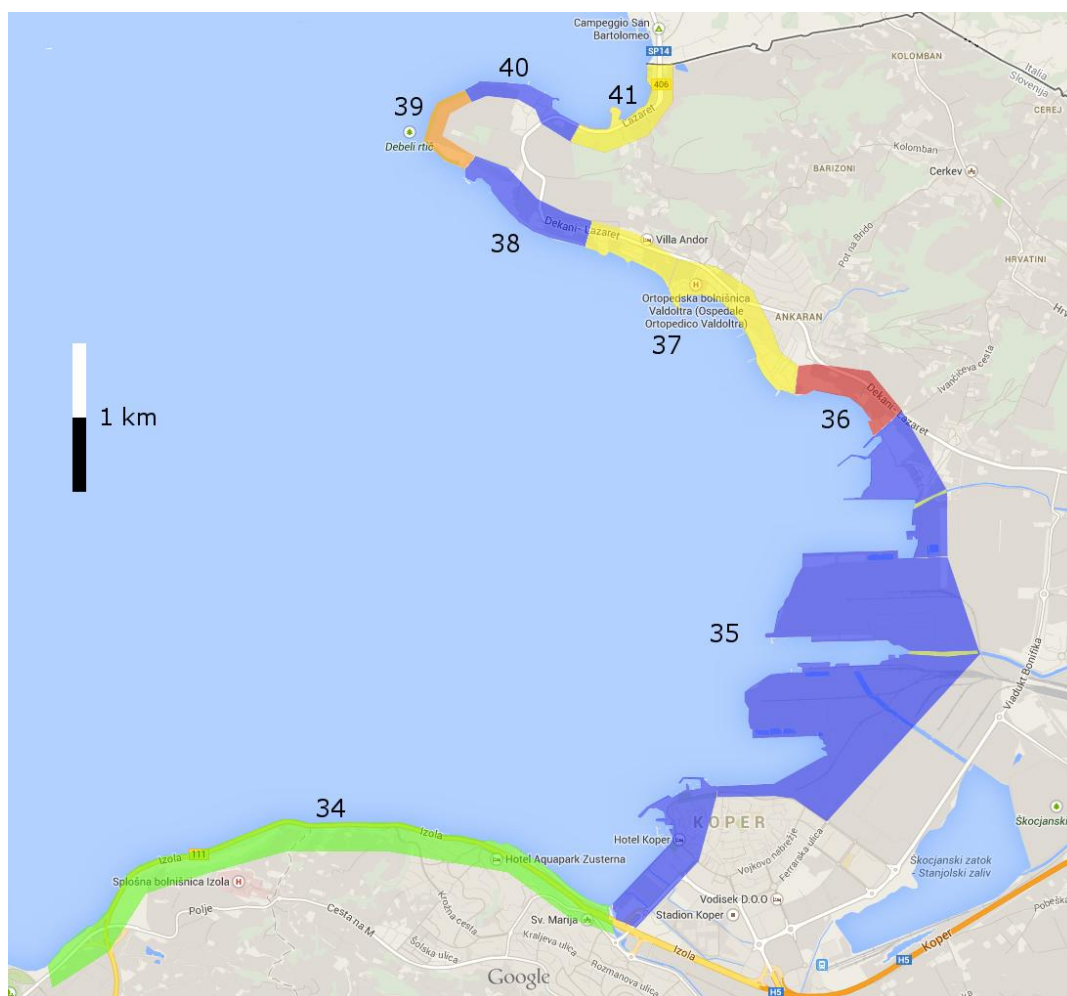 Campeggio San
Bartolomeo
SP14
KOLOMBAN
Italia
Slovenija
40
406
41
39
Lazaret
CEREJ
Debeli rtič
Kolomban
BARIZONI
Cerkev
Pot na Brido
Dekani - Lazaret
38
Villa Andor
HRVATINI
Ortopedska bolnišnica
Valdoltra (Ospedale
Ortopedico Valdoltra)
ANKARAN
37
Ivančičeva cesta
1 km
36
Dekani - Lazaret
35
Viadukt Bonifika
34
Izola
111
Izola
Hotel Aquapark Zusterna
Splošna bolnišnica Izola
Polje
Cesta na M
Krožna cesta
Šolska ulica
Sv. Marija
Kraljeva ulica
Rozmanova ulica
KOPER
Hotel Koper
Vojkovo nabrežje
Ferrarska ulica
Škocjanski
Škocjanski zatok
- Stanjolski zaliv
Vodisek D.O.O
Stadion Koper
Pobeška
Izola
Koper
H5
H5
Google